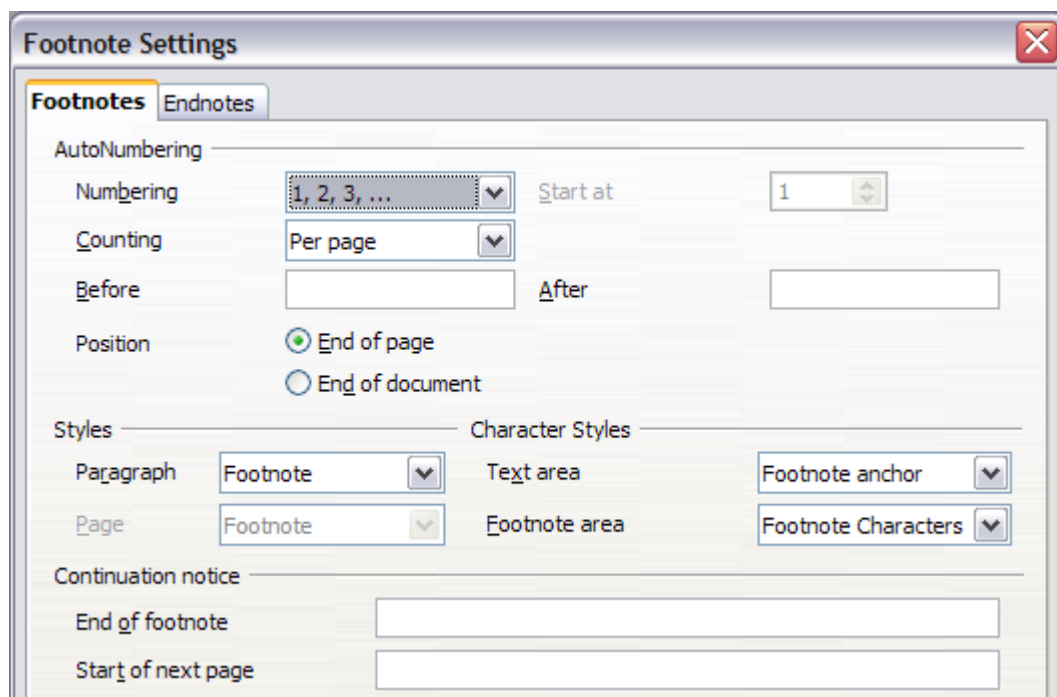 Footnote Settings
Footnotes Endnotes
AutoNumbering
Numbering 1, 2, 3, ... Start at 1
Counting Per page
Before After
Position End of page
End of document
Styles Character Styles
Paragraph Footnote Text area Footnote anchor
Page Footnote Footnote area Footnote Characters
Continuation notice
End of footnote
Start of next page